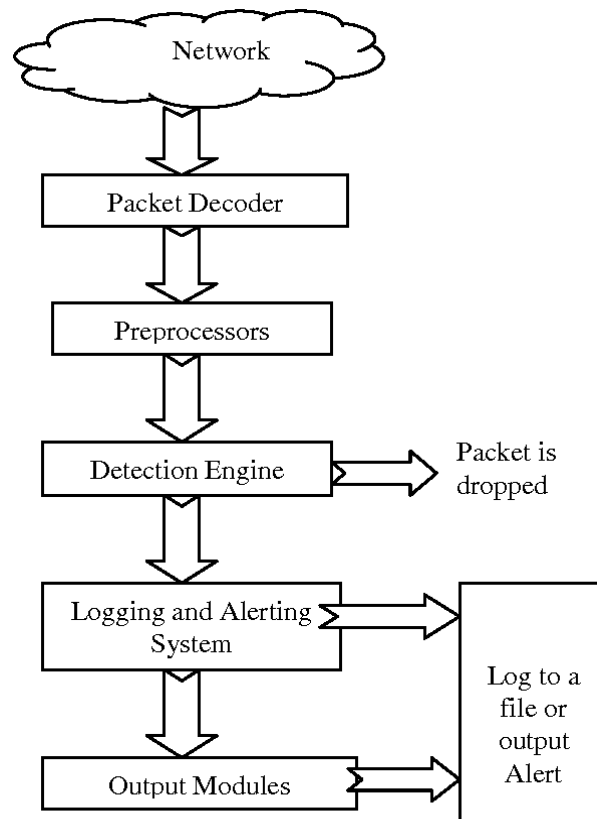 Network
Packet Decoder
Preprocessors
Detection Engine
Packet is
dropped
Logging and Alerting
System
Log to a
file or
output
Alert
Output Modules